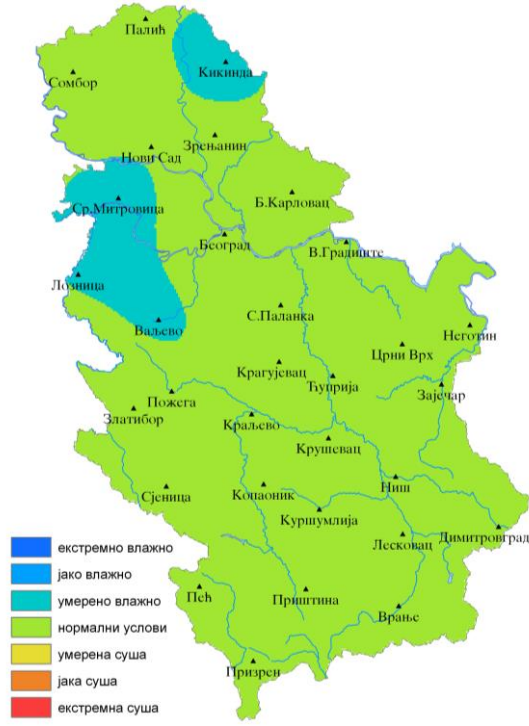 Палић
Кикинда
Сомбор
Зрењанин
Нови Сад
Ср.Митровица
Б.Карловац
Београд
В.Градиште
Лозница
С.Паланка
Ваљево
Неготин
Црни Врх
Крагујевац
Ћуприја
Зајечар
Пожега
Златибор
Краљево
Крушевац
Ниш
Сјеница
Копаоник
Куршумлија
Димитровград
Лесковац
Пећ
Приштина
Врање
Призрен
екстремно влажно
јако влажно
умерено влажно
нормални услови
умерена суша
јака суша
екстремна суша